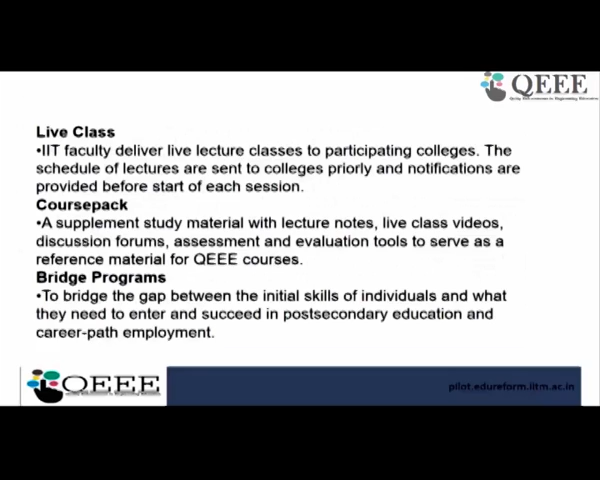 QEEE
Live Class
•IIT faculty deliver live lecture classes to participating colleges. The
schedule of lectures are sent to colleges priorly and notifications are
provided before start of each session.
Coursepack
•A supplement study material with lecture notes, live class videos,
discussion forums, assessment and evaluation tools to serve as a
reference material for QEEE courses.
Bridge Programs
•To bridge the gap between the initial skills of individuals and what
they need to enter and succeed in postsecondary education and
career-path employment.
QEEE
pilot.edureform.iitm.ac.in